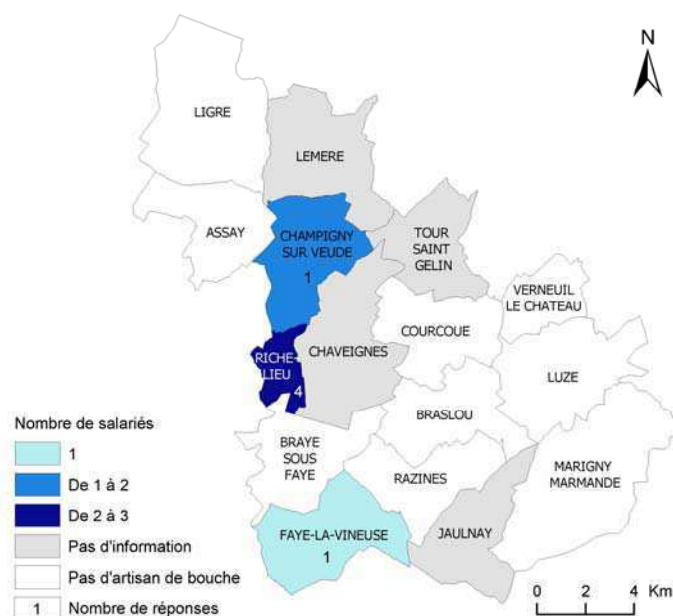 N
LIGRE
LEMERE
ASSAY
CHAMPIGNY
SUR VEUDE
1
TOUR
SAINT
GELIN
VERNEUIL
LE CHATEAU
COURCOUE
RICHE-
LIEU
4
CHAVEIGNES
LUZE
BRASLOU
BRAYE
SOUS
FAYE
RAZINES
MARIGNY
MARMANDE
FAYE-LA-VINEUSE
1
JAULNAY
Nombre de salariés
1
De 1 à 2
De 2 à 3
Pas d'information
Pas d'artisan de bouche
1 Nombre de réponses
0 2 4 Km